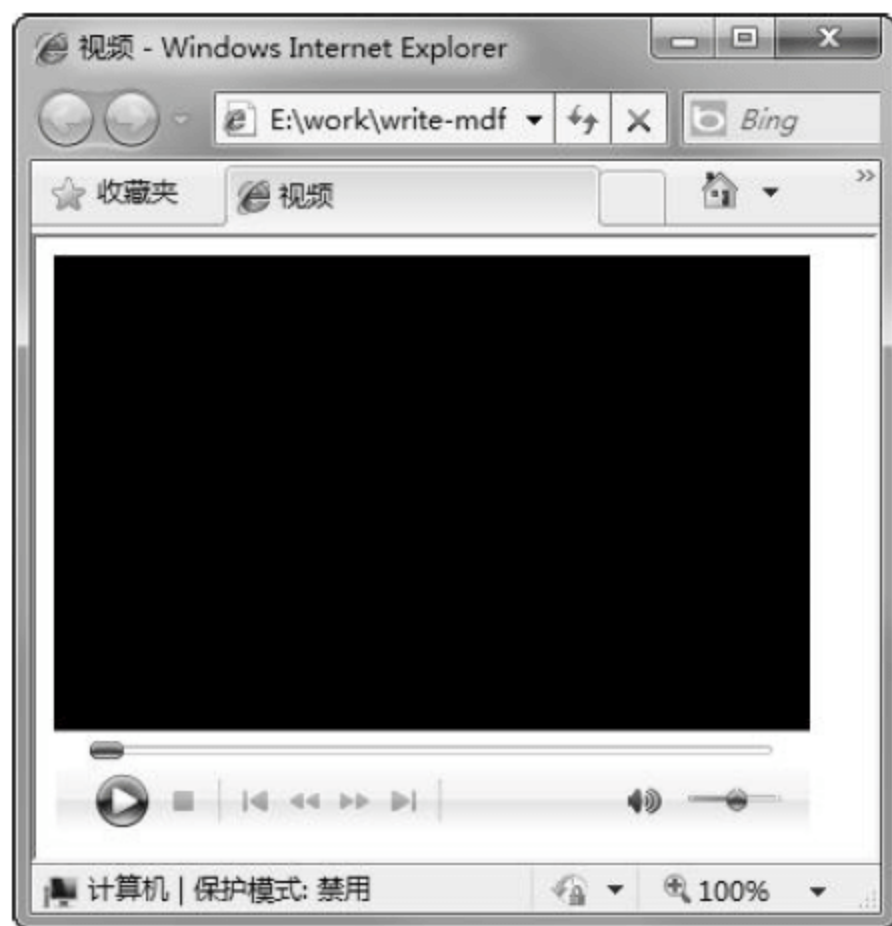 视频 - Windows Internet Explorer
E:\work\write-mdf
Bing
收藏夹
视频
计算机 | 保护模式: 禁用
100%